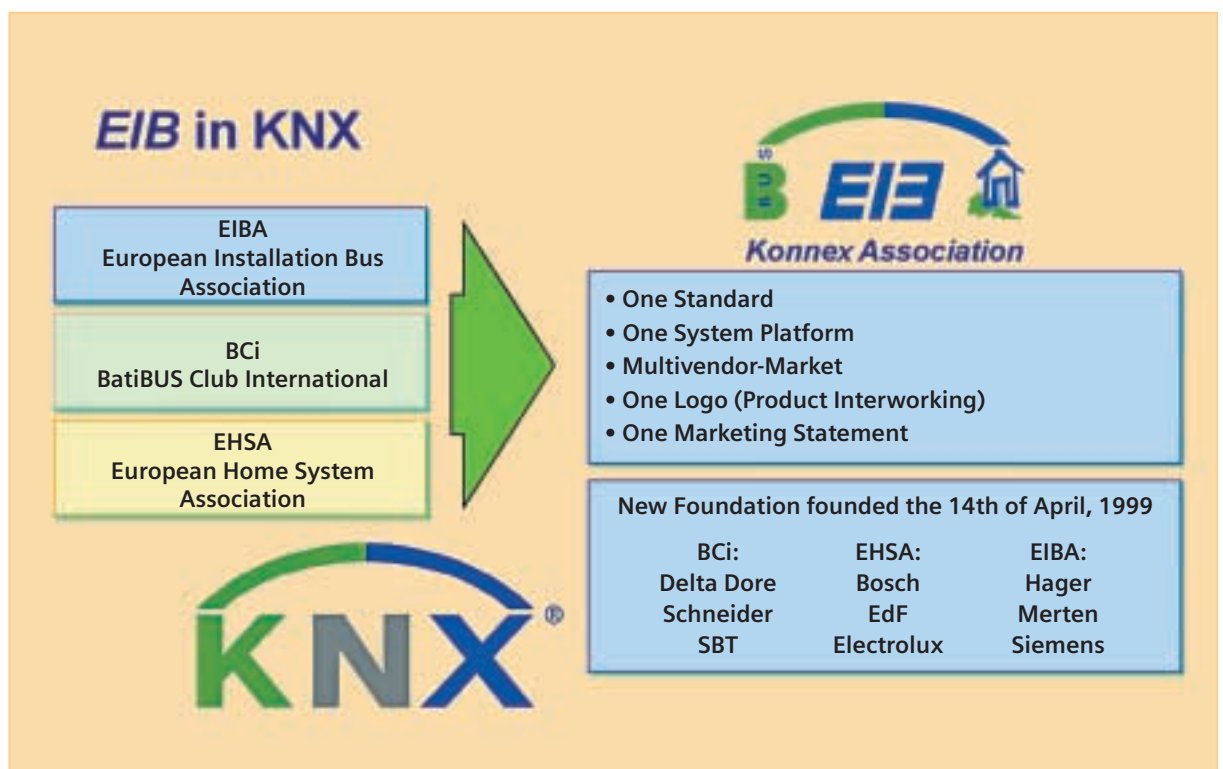 EIB in KNX
EIBA
European Installation Bus
Association
BCi
BatiBUS Club International
EHSA
European Home System
Association
KNX®
BUS
EIB
Konnex Association
• One Standard
• One System Platform
• Multivendor-Market
• One Logo (Product Interworking)
• One Marketing Statement
New Foundation founded the 14th of April, 1999
BCi: EHSA: EIBA:
Delta Dore Bosch Hager
Schneider EdF Merten
SBT Electrolux Siemens